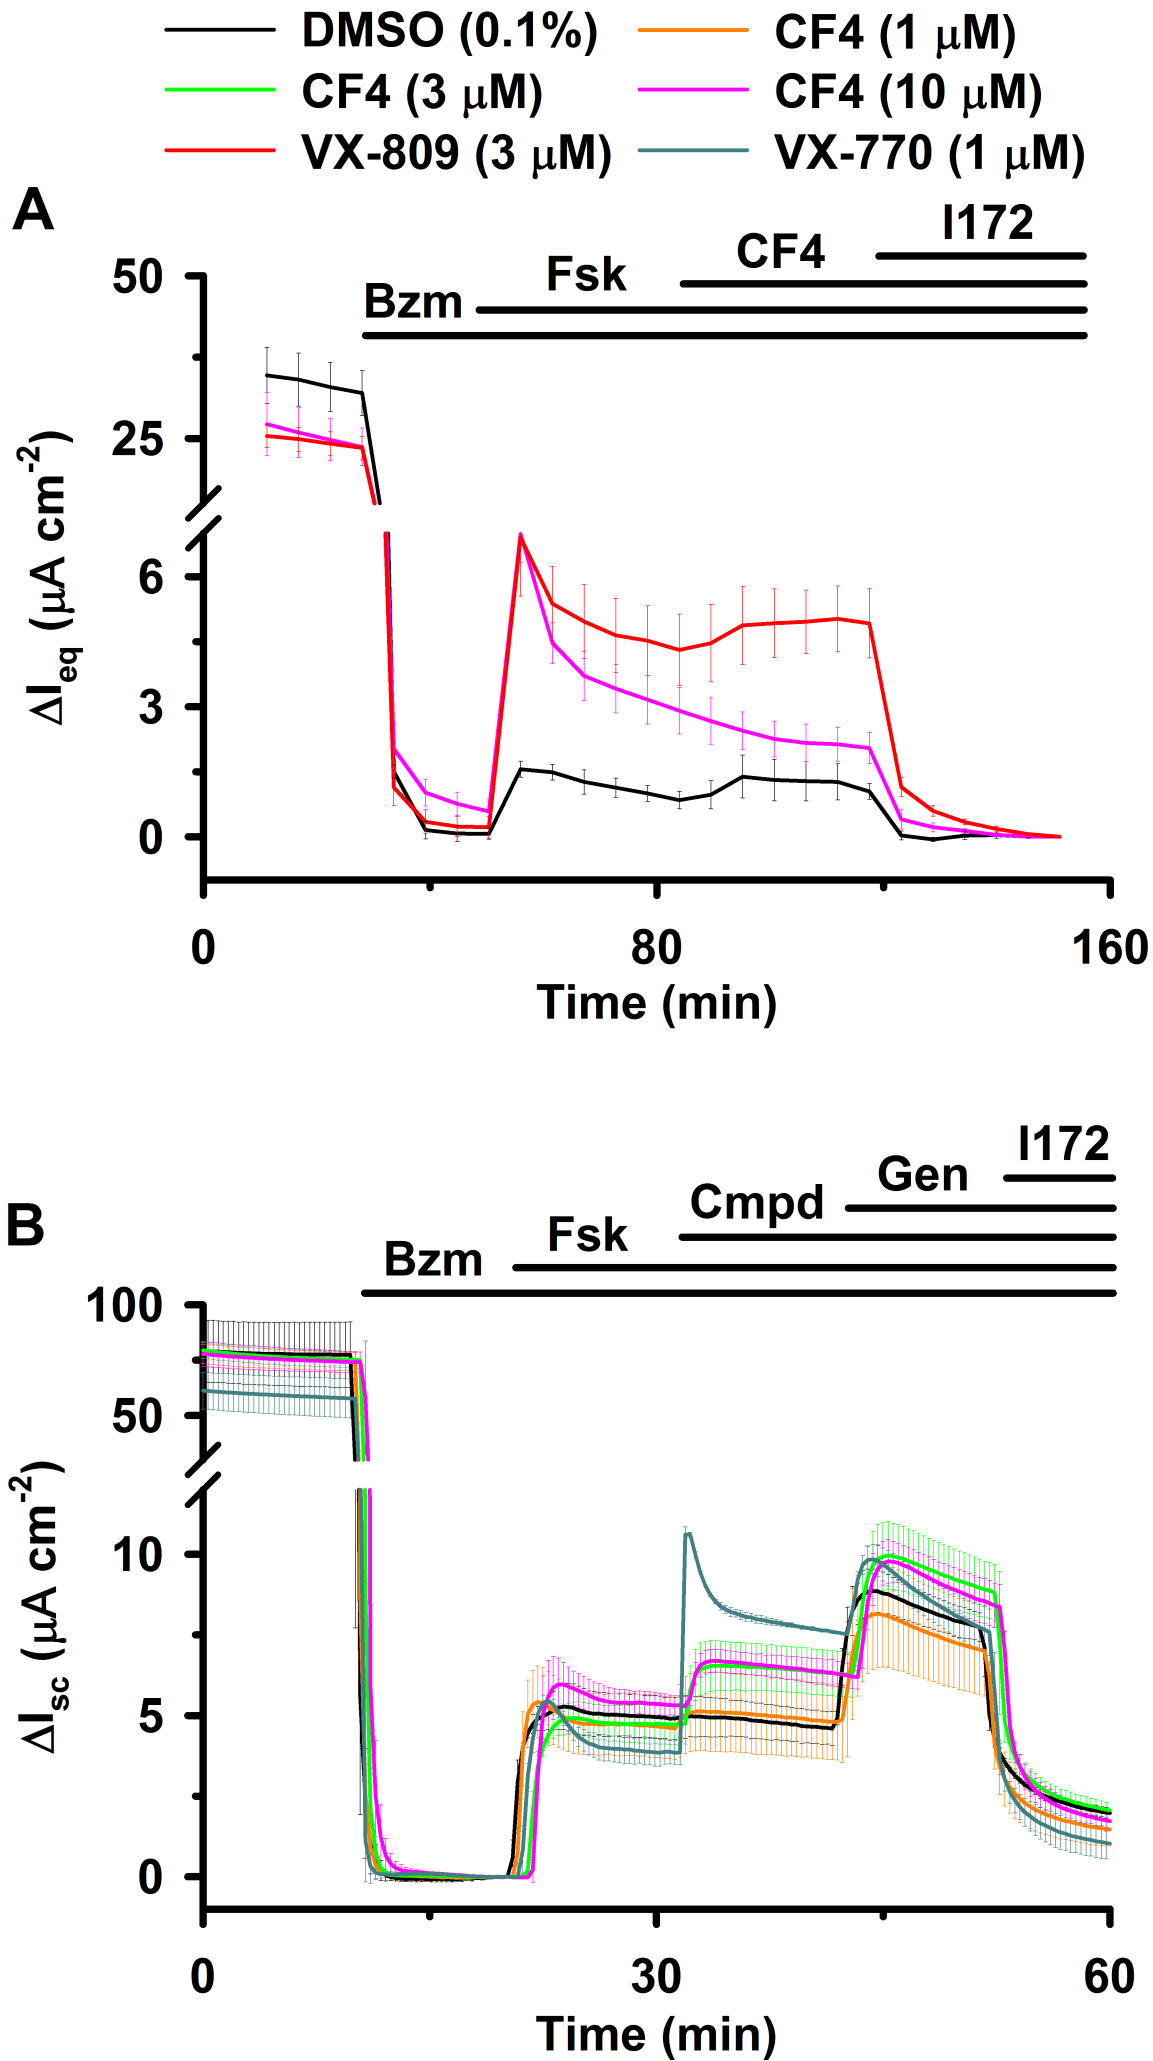 DMSO (0.1%) CF4 (1 μM)
CF4 (3 μM) CF4 (10 μM)
VX-809 (3 μM) VX-770 (1 μM)
A
I172
CF4
Fsk
Bzm
50
25
6
3
0
ΔIeq (μA cm-2)
0 80 160
Time (min)
B
I172
Gen
Cmpd
Fsk
Bzm
100
50
10
5
0
ΔIsc (μA cm-2)
0 30 60
Time (min)